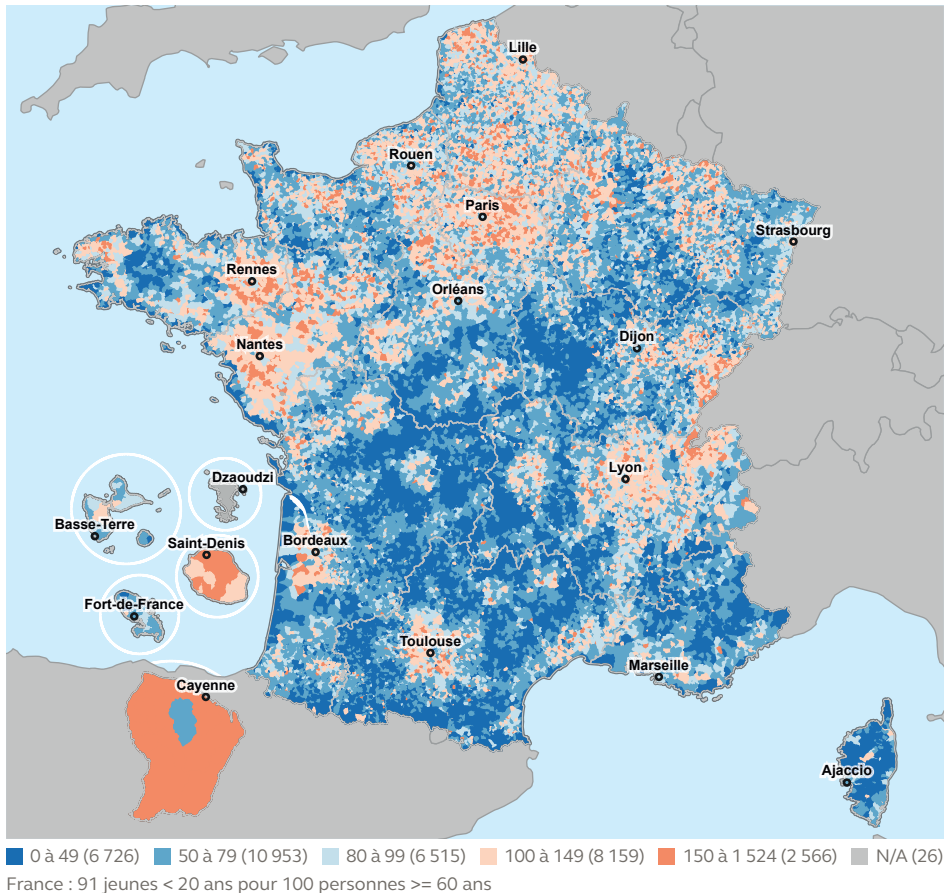 Lille
Rouen
Paris
Strasbourg
Rennes
Orléans
Nantes
Dijon
Lyon
Dzaoudzi
Basse-Terre
Saint-Denis
Bordeaux
Fort-de-France
Toulouse
Marseille
Cayenne
Ajaccio
0 à 49 (6 726) 50 à 79 (10 953) 80 à 99 (6 515) 100 à 149 (8 159) 150 à 1 524 (2 566) N/A (26)
France : 91 jeunes < 20 ans pour 100 personnes >= 60 ans